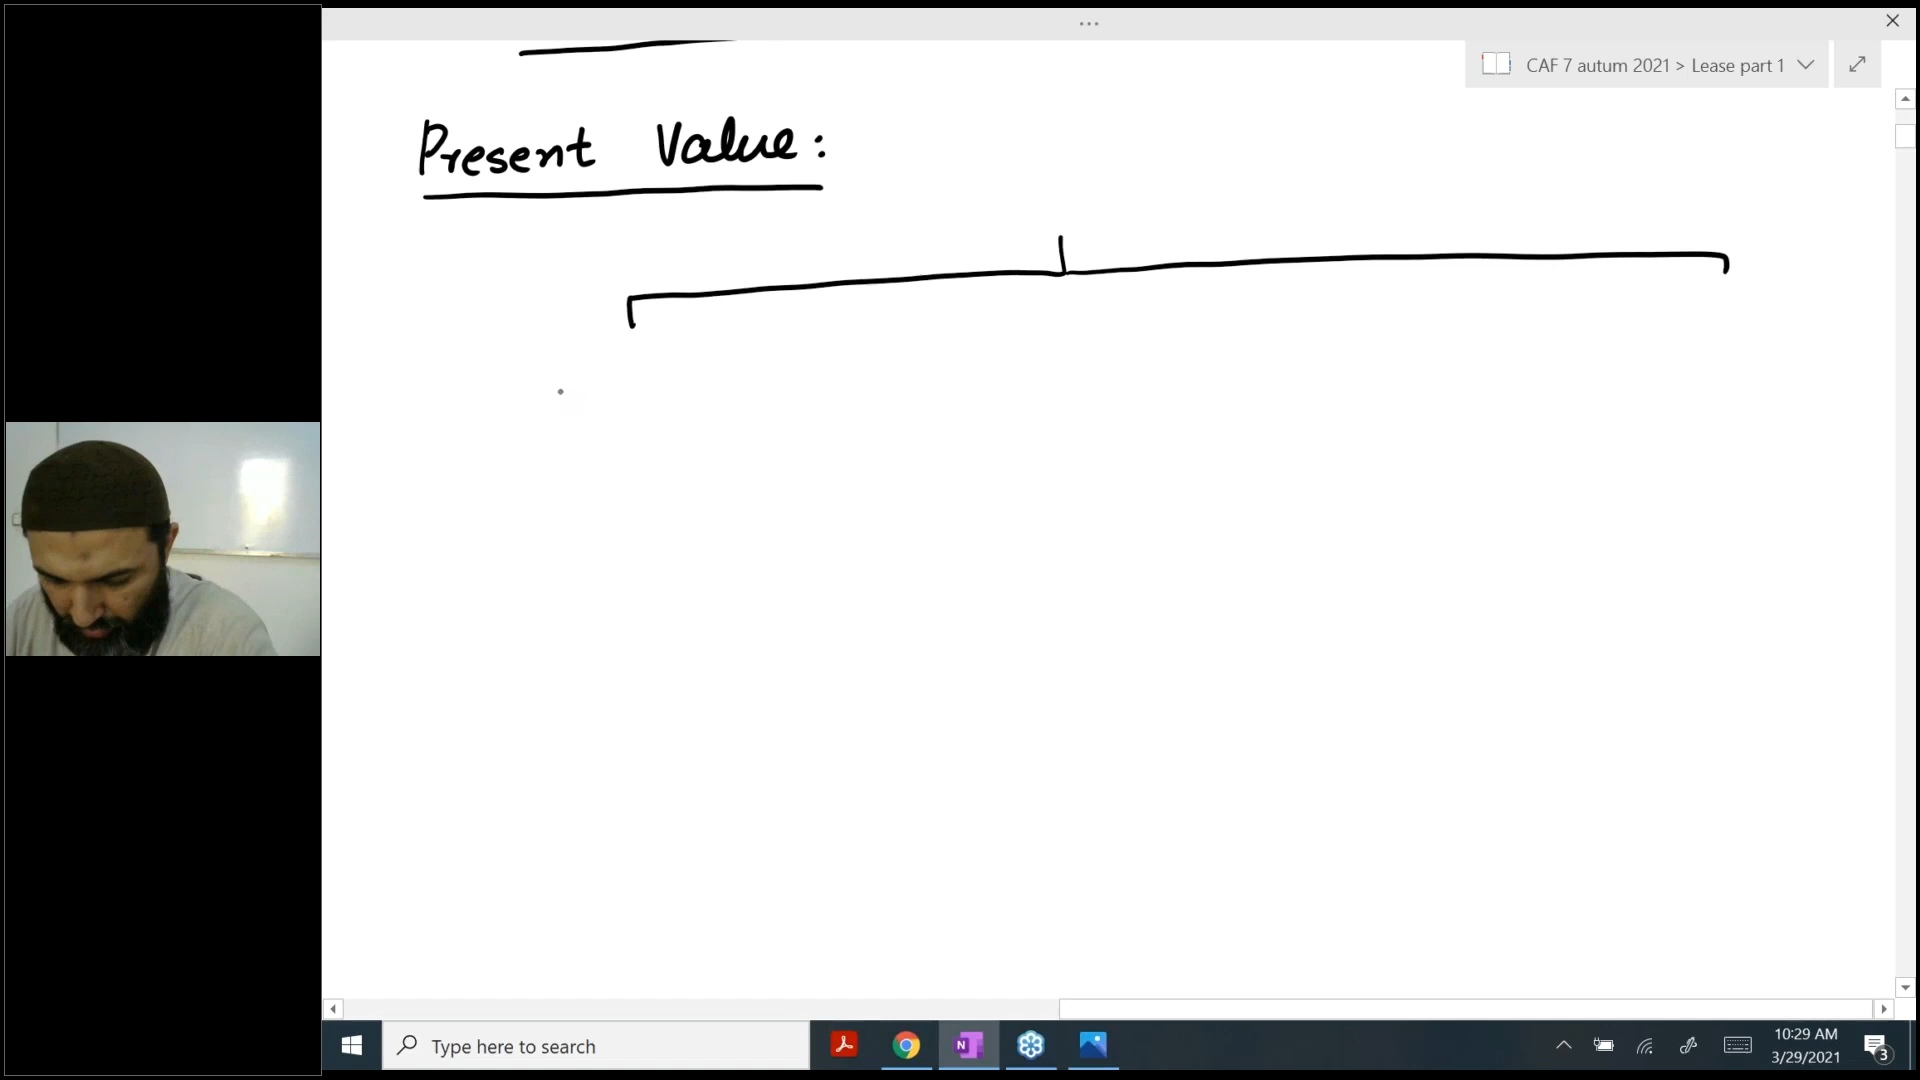 CAF 7 autum 2021 > Lease part 1
Present Value:
Type here to search
N
10:29 AM
3/29/2021
3